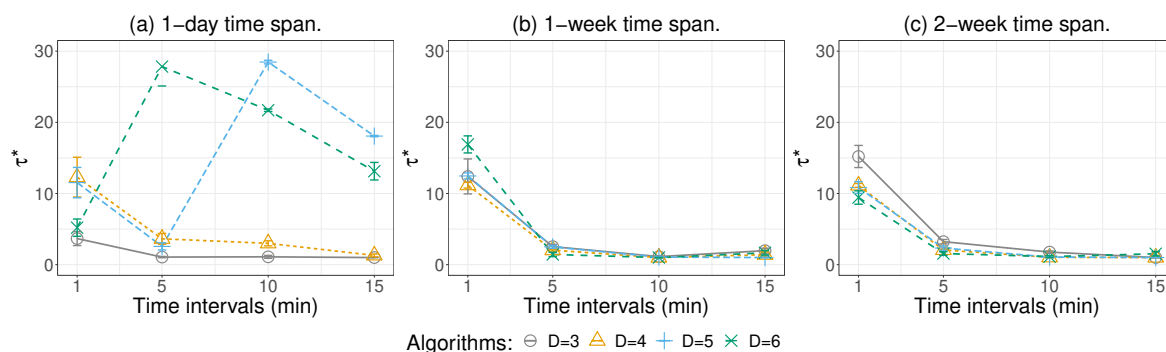 (a) 1−day time span.
(b) 1−week time span.
(c) 2−week time span.
30
20
10
0
τ*
1
5
10
15
Time intervals (min)
30
20
10
0
τ*
1
5
10
15
Time intervals (min)
30
20
10
0
τ*
1
5
10
15
Time intervals (min)
Algorithms: D=3 D=4 D=5 D=6